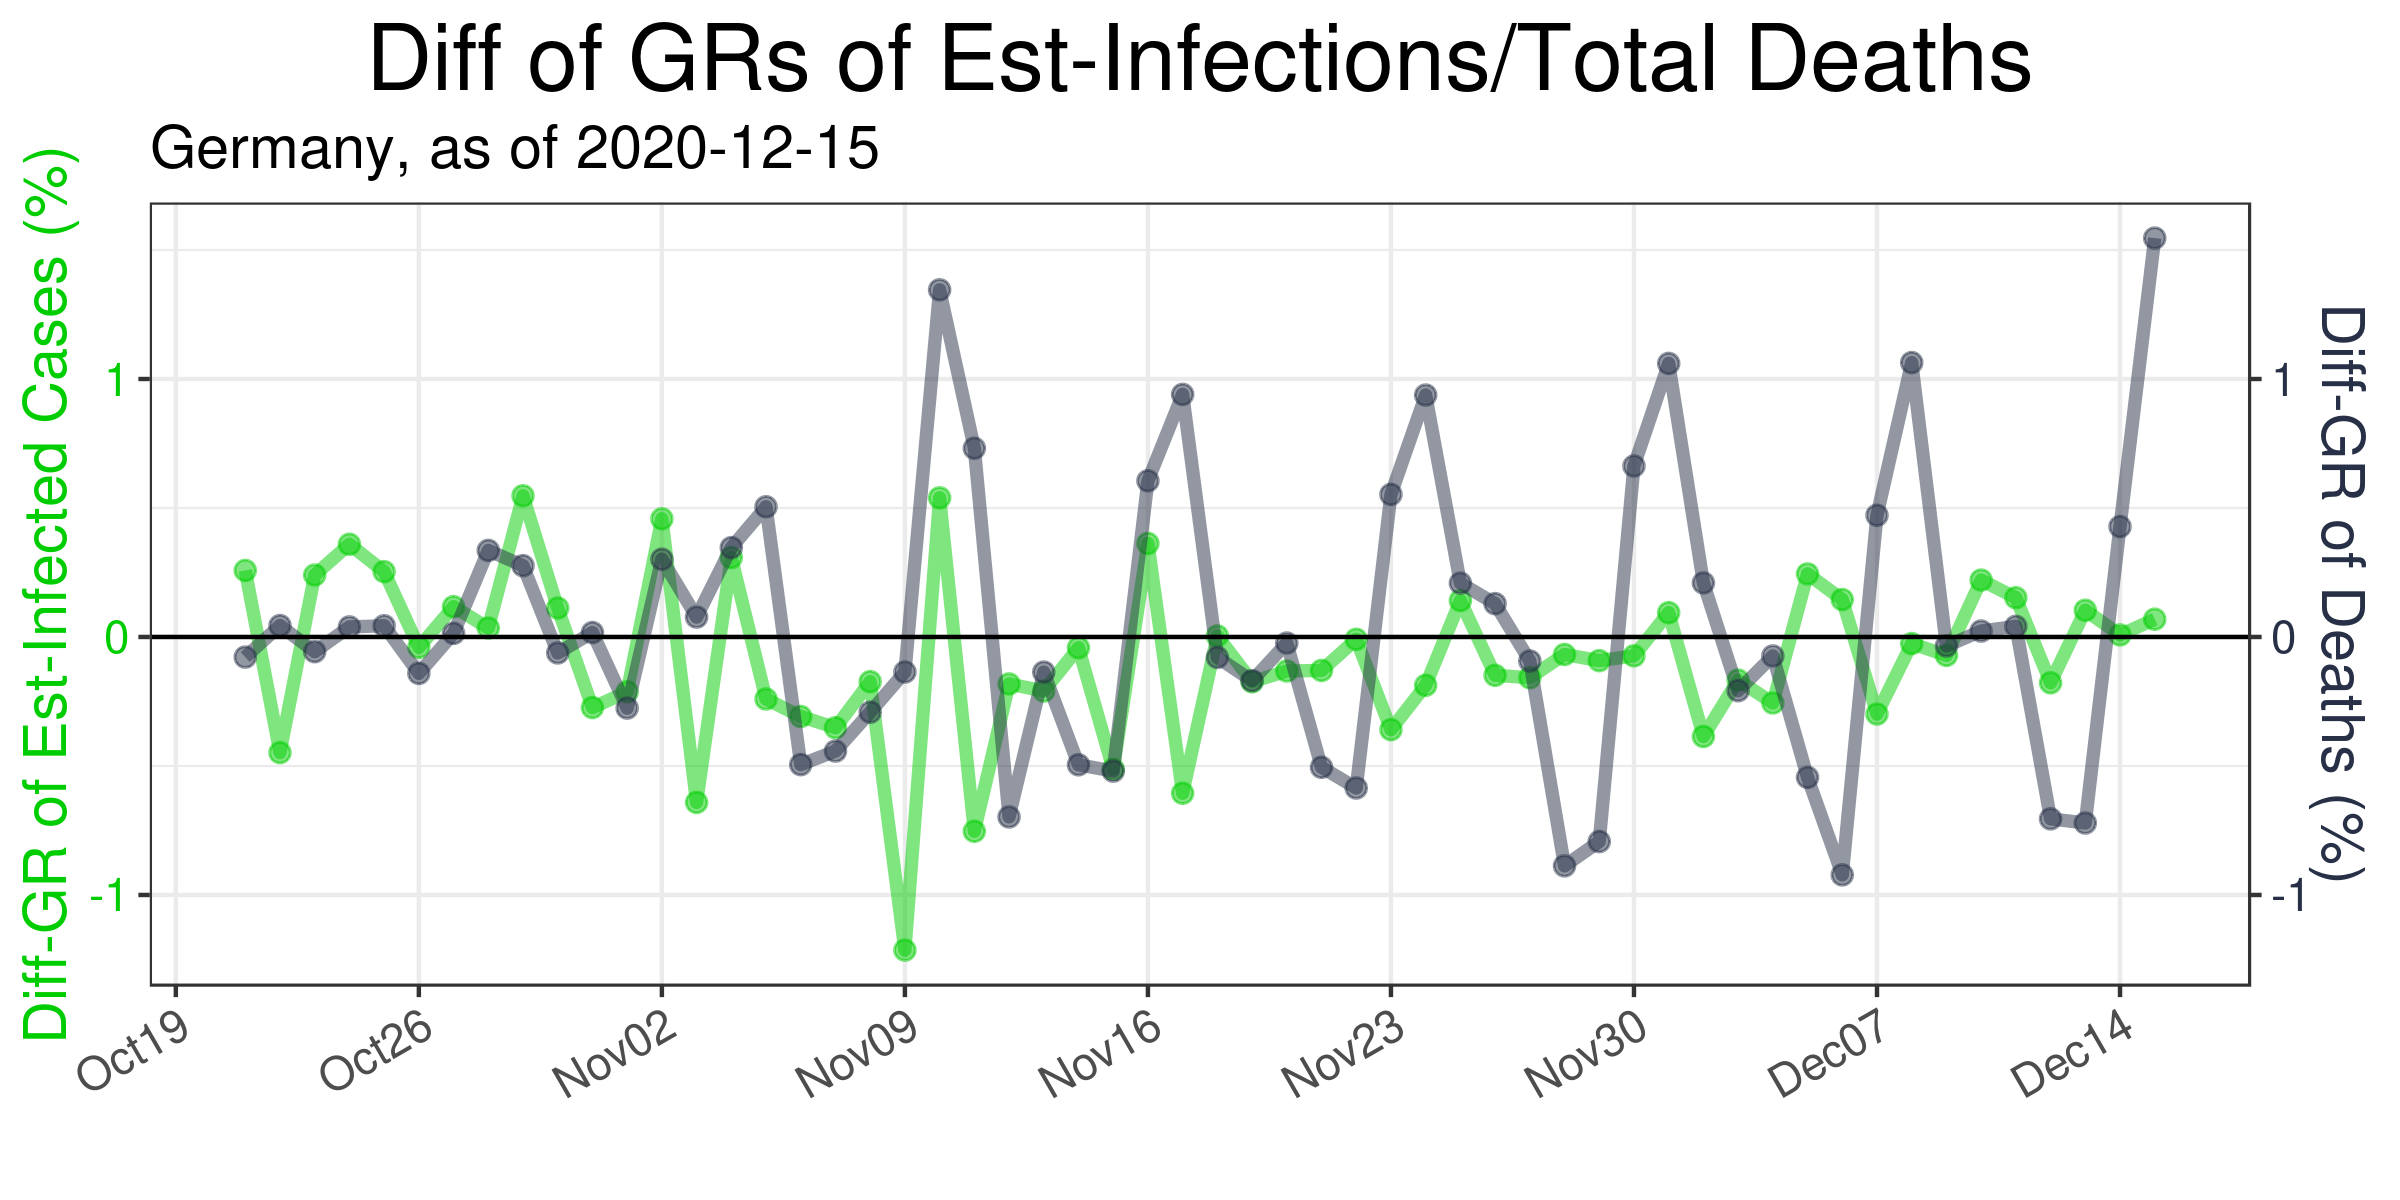 Diff of GRs of Est-Infections/Total Deaths
Germany, as of 2020-12-15
Diff-GR of Est-Infected Cases (%)
1
0
-1
1
0
-1
Diff-GR of Deaths (%)
Oct19
Oct26
Nov02
Nov09
Nov16
Nov23
Nov30
Dec07
Dec14